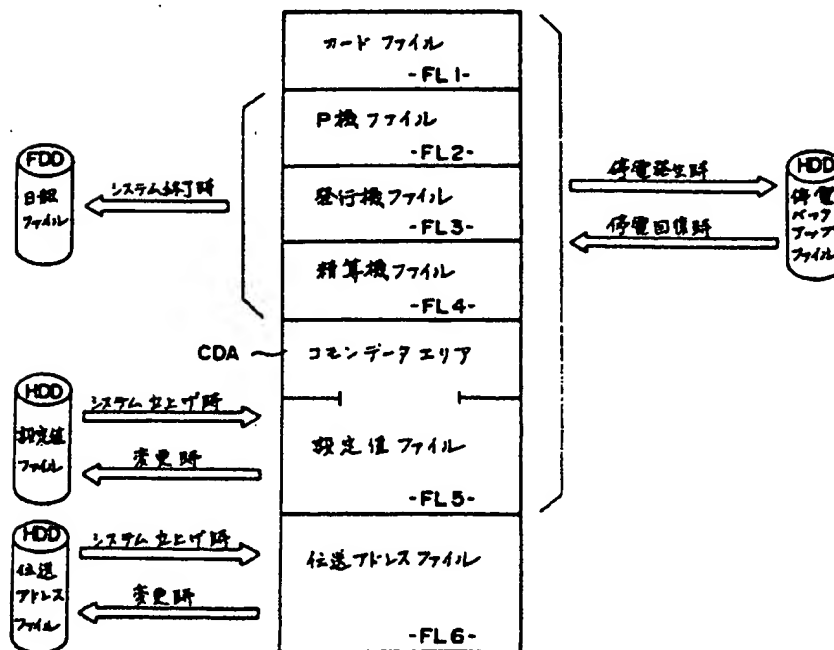 カード ファイル
-FL1-
P機ファイル
-FL2-
発行機ファイル
-FL3-
精算機ファイル
-FL4-
CDA
コモンデータエリア
設定値ファイル
-FL5-
伝送アドレスファイル
-FL6-
FDD
日報
ファイル
システム終了時
HDD
設定値
ファイル
システム立上げ時
変更時
HDD
伝送
アドレス
ファイル
システム立上げ時
変更時
停電発生時
停電回復時
HDD
停電
バック
アップ
ファイル